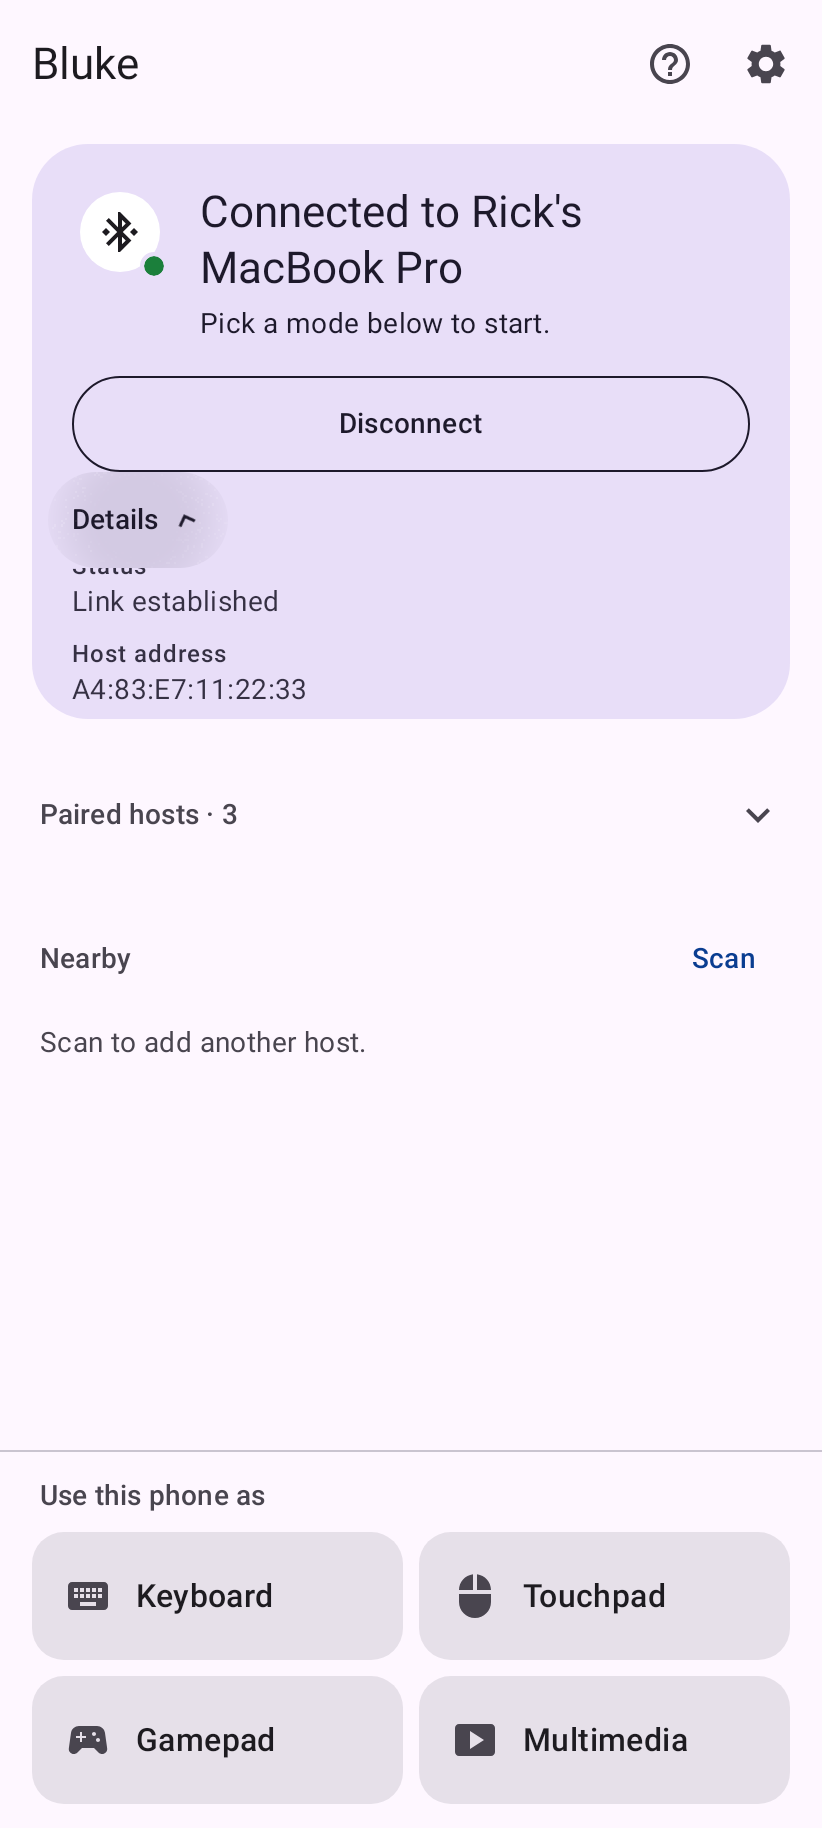 Bluke
Connected to Rick's
MacBook Pro
Pick a mode below to start.
Disconnect
Details
Status
Link established
Host address
A4:83:E7:11:22:33
Paired hosts · 3
Nearby
Scan
Scan to add another host.
Use this phone as
Keyboard
Touchpad
Gamepad
Multimedia